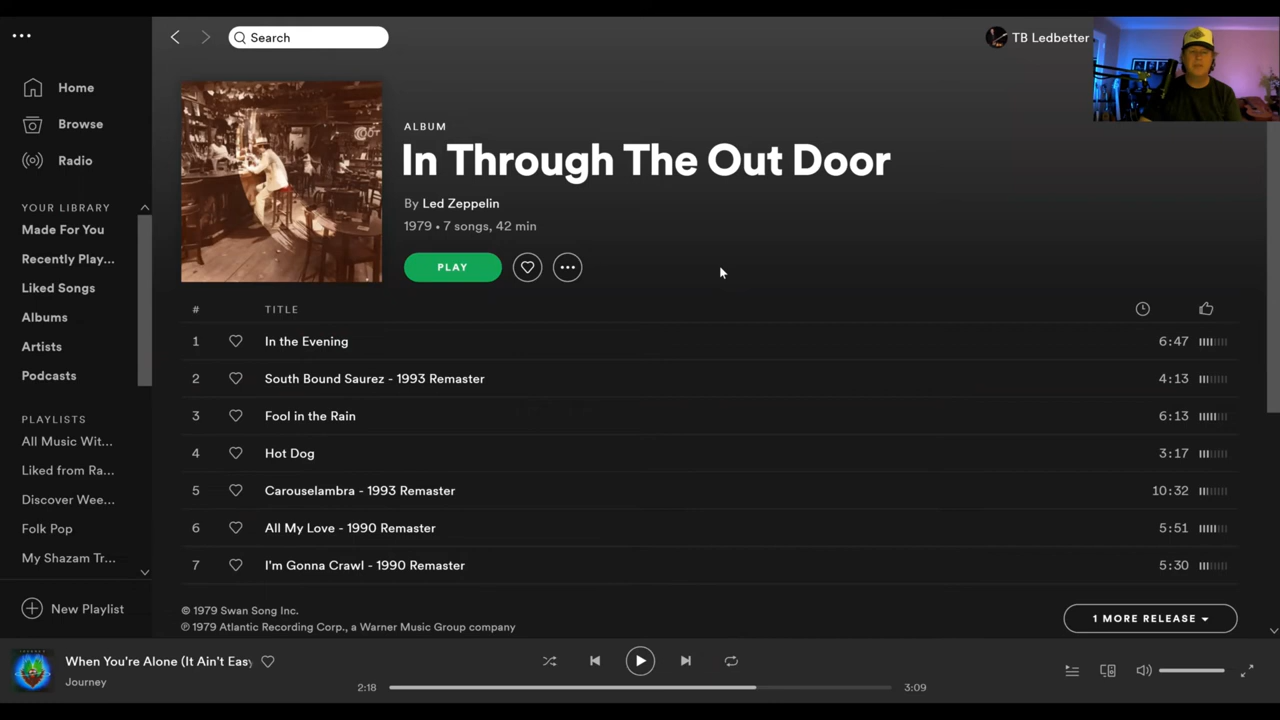 Search
TB Ledbetter
Home
Browse
Radio
YOUR LIBRARY
Made For You
Recently Play...
Liked Songs
Albums
Artists
Podcasts
PLAYLISTS
All Music Wit...
Liked from Ra...
Discover Wee...
Folk Pop
My Shazam Tr...
New Playlist
ALBUM
In Through The Out Door
By Led Zeppelin
1979 • 7 songs, 42 min
PLAY
# TITLE
1 In the Evening 6:47
2 South Bound Saurez - 1993 Remaster 4:13
3 Fool in the Rain 6:13
4 Hot Dog 3:17
5 Carouselambra - 1993 Remaster 10:32
6 All My Love - 1990 Remaster 5:51
7 I'm Gonna Crawl - 1990 Remaster 5:30
© 1979 Swan Song Inc.
℗ 1979 Atlantic Recording Corp., a Warner Music Group company
1 MORE RELEASE
When You're Alone (It Ain't Easy
Journey
2:18
3:09